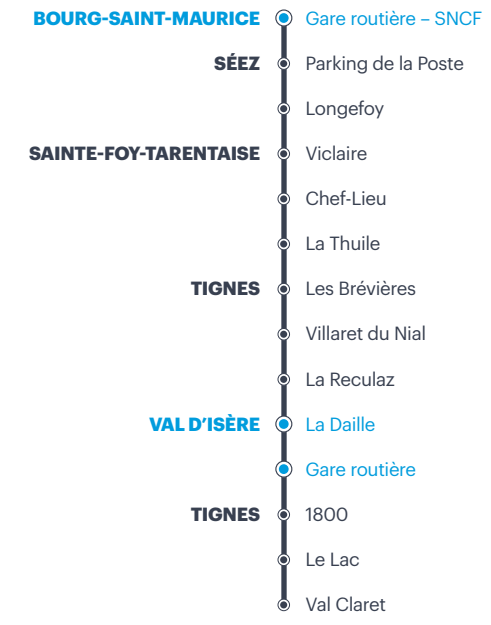 BOURG-SAINT-MAURICE Gare routière – SNCF
SÉEZ Parking de la Poste
Longefoy
SAINTE-FOY-TARENTAISE Viclaire
Chef-Lieu
La Thuile
TIGNES Les Brévières
Villaret du Nial
La Reculaz
VAL D'ISÈRE La Daille
Gare routière
TIGNES 1800
Le Lac
Val Claret